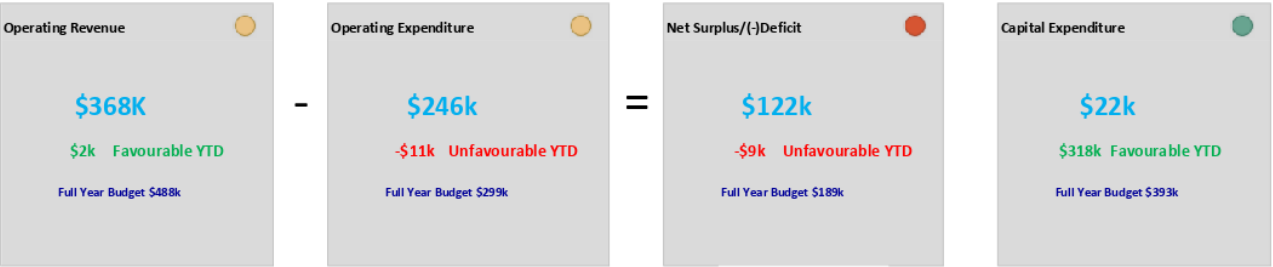 Operating Revenue
$368K
$2k Favourable YTD
Full Year Budget $488k
-
Operating Expenditure
$246k
-$11k Unfavourable YTD
Full Year Budget $299k
=
Net Surplus/(-)Deficit
$122k
-$9k Unfavourable YTD
Full Year Budget $189k
Capital Expenditure
$22k
$318k Favourable YTD
Full Year Budget $393k